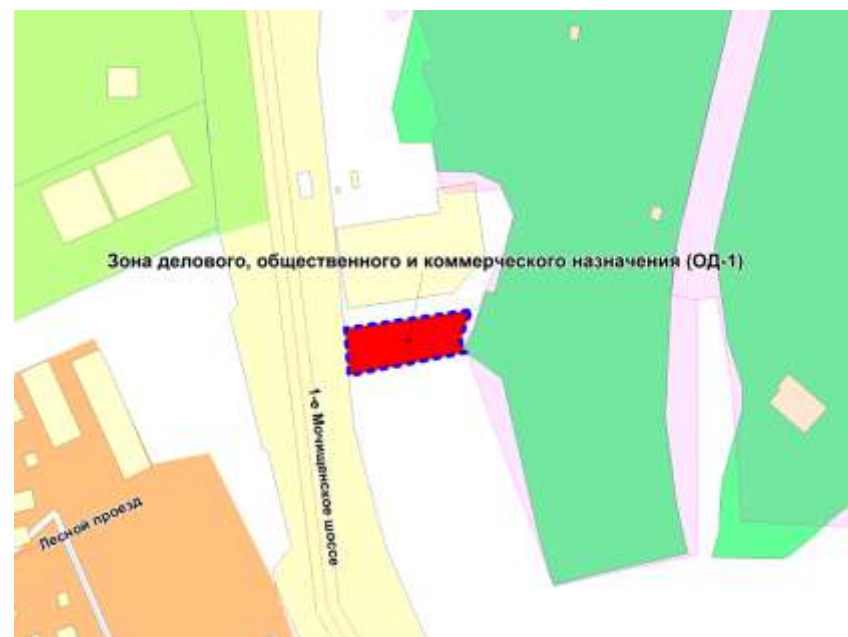 Зона делового, общественного и коммерческого назначения (ОД-1)
1-е Мочищенское шоссе
Лесной проезд